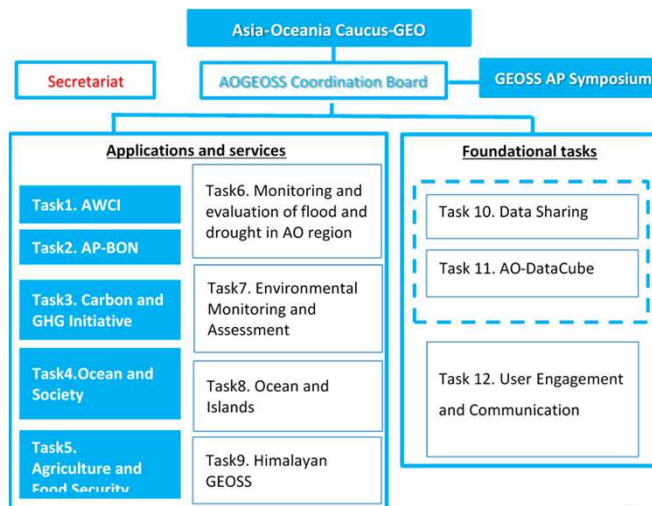 Asia-Oceania Caucus-GEO
Secretariat
AOGEOSS Coordination Board
GEOSS AP Symposium
Applications and services
Task1. AWCI
Task2. AP-BON
Task3. Carbon and
GHG Initiative
Task4.Ocean and
Society
Task5.
Agriculture and
Food Security
Task6. Monitoring and
evaluation of flood and
drought in AO region
Task7. Environmental
Monitoring and
Assessment
Task8. Ocean and
Islands
Task9. Himalayan
GEOSS
Foundational tasks
Task 10. Data Sharing
Task 11. AO-DataCube
Task 12. User Engagement
and Communication